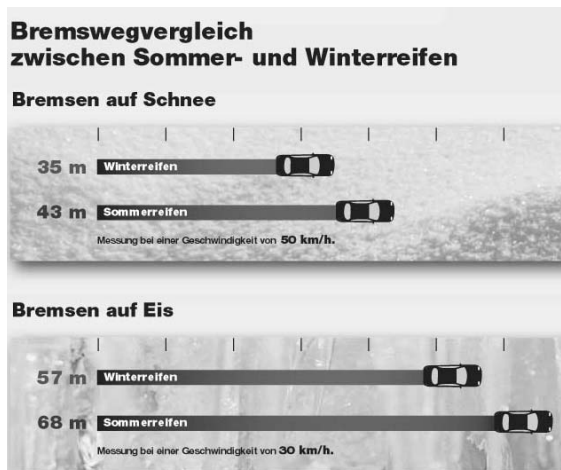 Bremswegvergleich
zwischen Sommer- und Winterreifen
Bremsen auf Schnee
35 m Winterreifen
43 m Sommerreifen
Messung bei einer Geschwindigkeit von 50 km/h.
Bremsen auf Eis
57 m Winterreifen
68 m Sommerreifen
Messung bei einer Geschwindigkeit von 30 km/h.